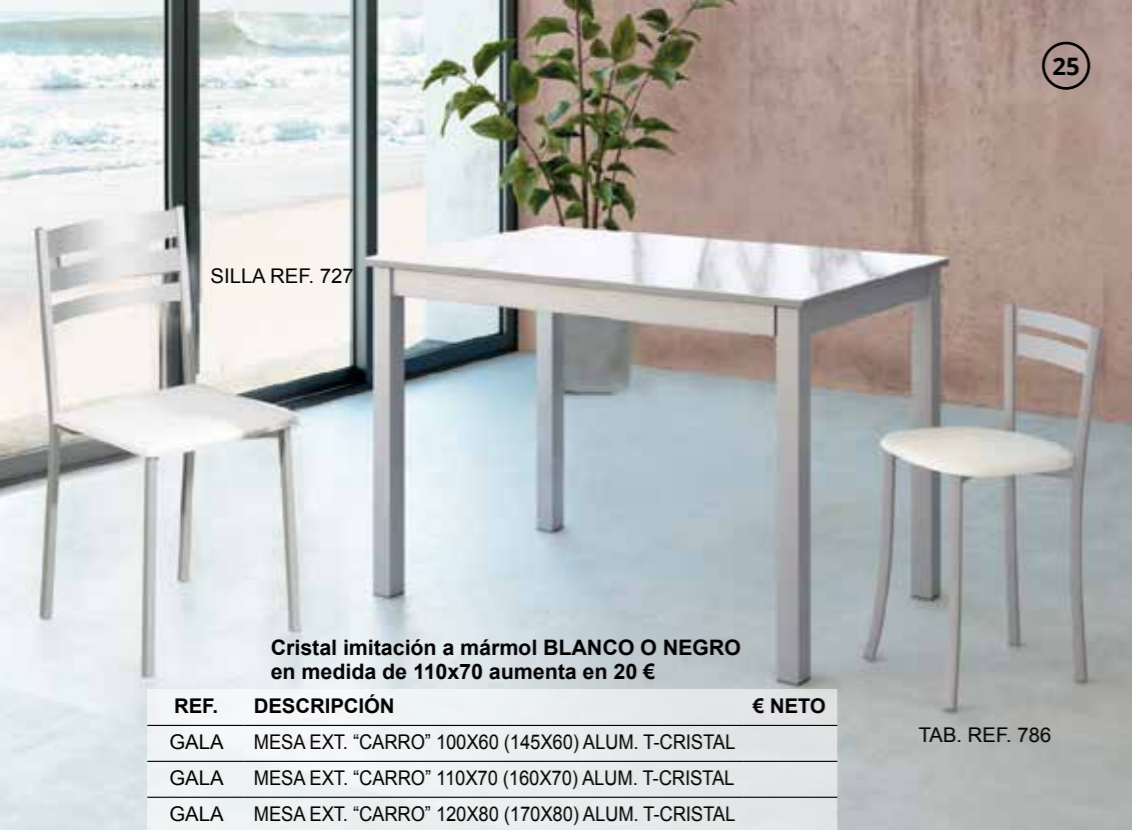 25
SILLA REF. 727
Cristal imitación a mármol BLANCO O NEGRO
en medida de 110x70 aumenta en 20 €
REF. DESCRIPCIÓN € NETO
GALA MESA EXT. “CARRO” 100X60 (145X60) ALUM. T-CRISTAL
GALA MESA EXT. “CARRO” 110X70 (160X70) ALUM. T-CRISTAL
GALA MESA EXT. “CARRO” 120X80 (170X80) ALUM. T-CRISTAL
TAB. REF. 786